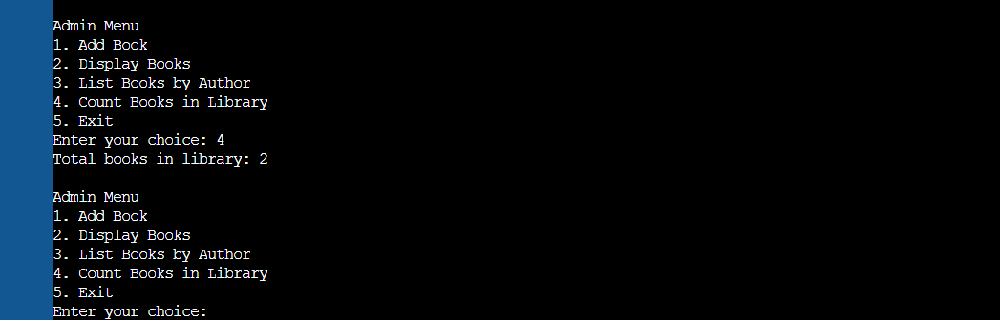 Admin Menu
1. Add Book
2. Display Books
3. List Books by Author
4. Count Books in Library
5. Exit
Enter your choice: 4
Total books in library: 2
Admin Menu
1. Add Book
2. Display Books
3. List Books by Author
4. Count Books in Library
5. Exit
Enter your choice: